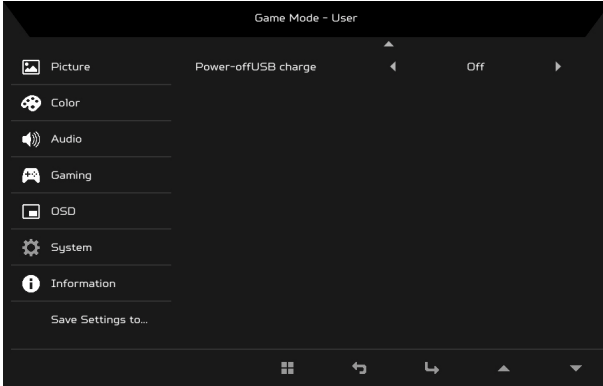 Game Mode - User
Picture
Power-offUSB charge
Off
Color
Audio
Gaming
OSD
System
Information
Save Settings to...